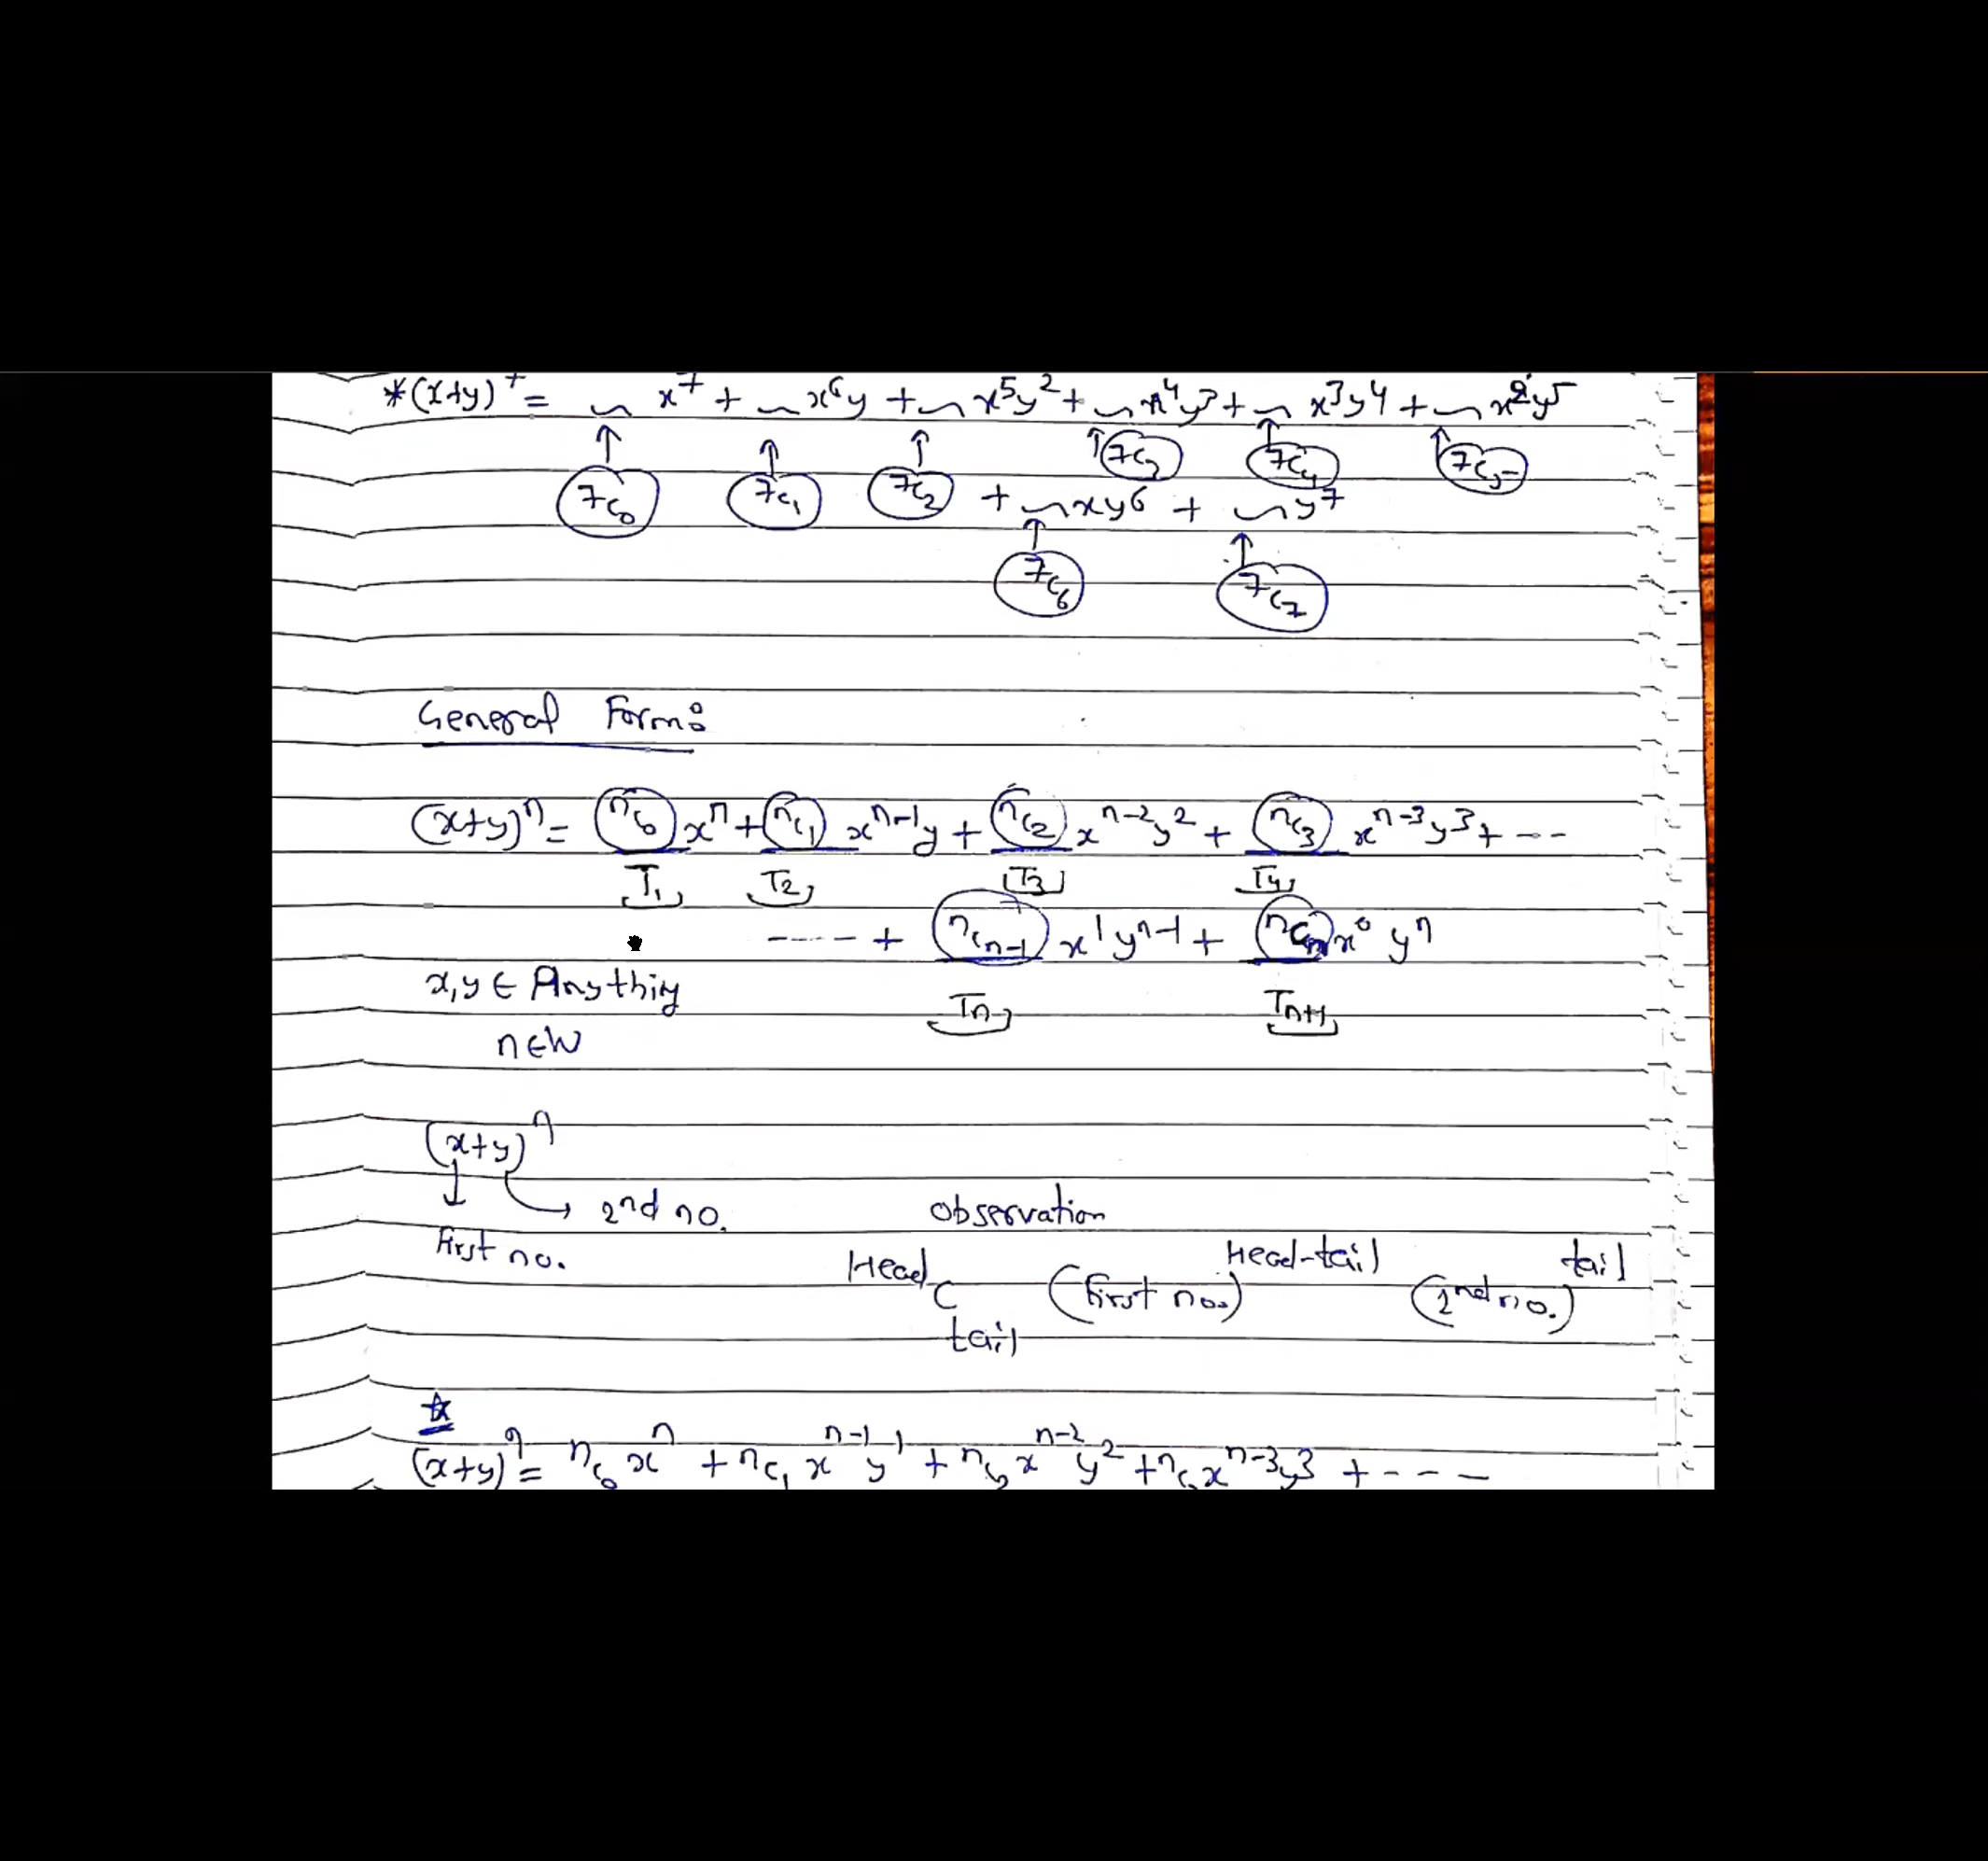 *(x+y)⁷ = ⁓ x⁷ + ⁓ x⁶y + ⁓ x⁵y² + ⁓ x⁴y³ + ⁓ x³y⁴ + ⁓ x²y⁵
⁷C₀ ⁷C₁ ⁷C₂ ⁷C₃ ⁷C₄ ⁷C₅
+ ⁓ xy⁶ + ⁓ y⁷
⁷C₆ ⁷C₇
General Form:
(x+y)ⁿ = ⁿC₀ xⁿ + ⁿC₁ xⁿ⁻¹y + ⁿC₂ xⁿ⁻²y² + ⁿC₃ xⁿ⁻³y³ + ---
T₁ T₂ T₃ T₄
---- + ⁿCₙ₋₁ x¹yⁿ⁻¹ + ⁿCₙ x⁰ yⁿ
x,y ∈ Anything
Tₙ Tₙ₊₁
n∈W
(x+y)ⁿ
→ 2nd no.
observation
First no.
Head C tail (First no.) Head-tail (2nd no.) tail
☆
(x+y)ⁿ = ⁿC₀ xⁿ + ⁿC₁ xⁿ⁻¹ y¹ + ⁿC₂ xⁿ⁻² y² + ⁿC₃ xⁿ⁻³y³ + ----